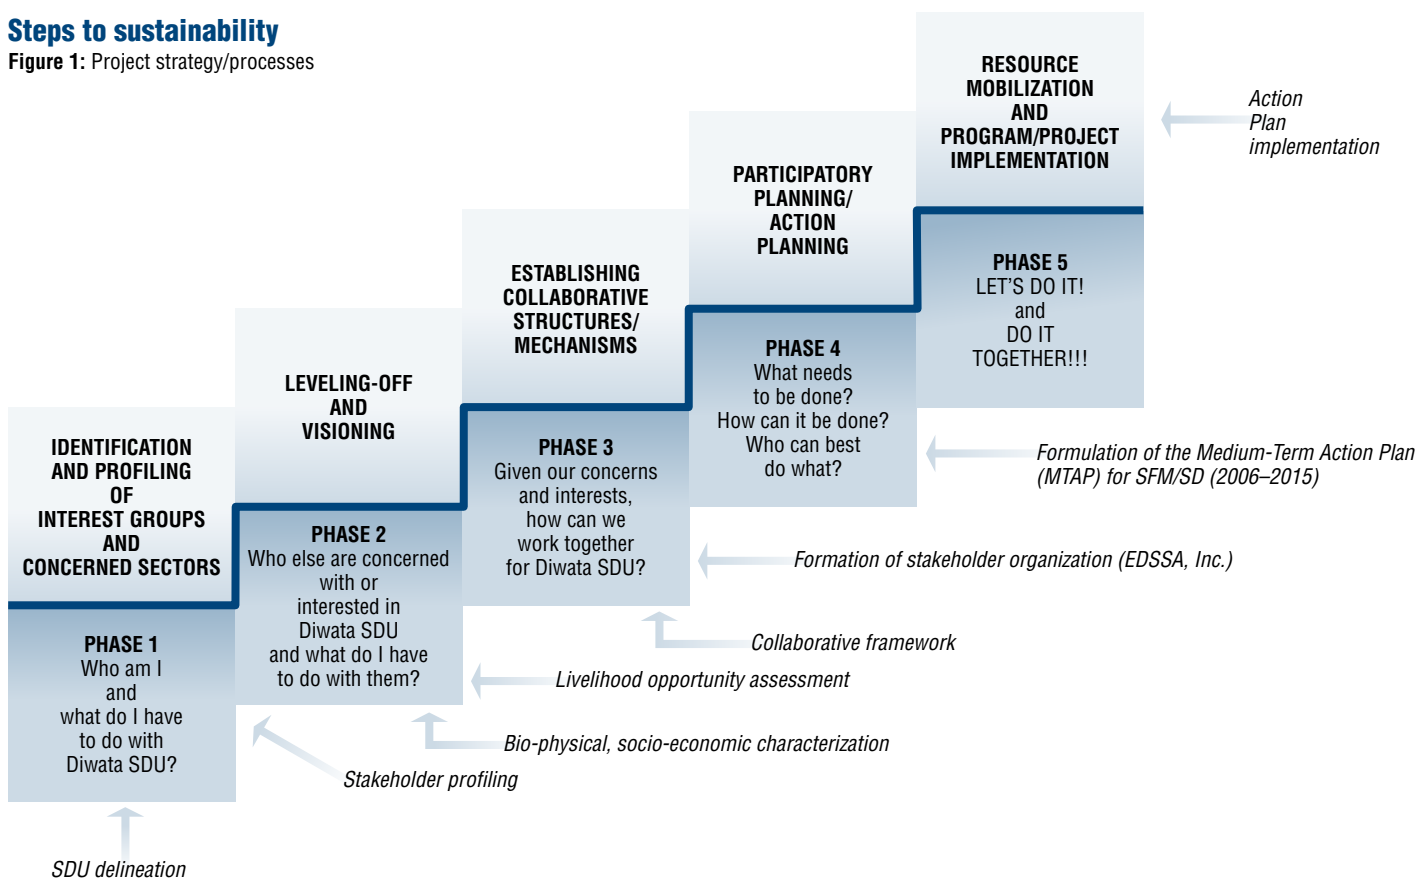 Steps to sustainability
Figure 1: Project strategy/processes
IDENTIFICATION
AND PROFILING
OF
INTEREST GROUPS
AND
CONCERNED SECTORS
PHASE 1
Who am I
and
what do I have
to do with
Diwata SDU?
SDU delineation
Stakeholder profiling
LEVELING-OFF
AND
VISIONING
PHASE 2
Who else are concerned
with or
interested in
Diwata SDU
and what do I have
to do with them?
Bio-physical, socio-economic characterization
Livelihood opportunity assessment
ESTABLISHING
COLLABORATIVE
STRUCTURES/
MECHANISMS
PHASE 3
Given our concerns
and interests,
how can we
work together
for Diwata SDU?
Collaborative framework
Formation of stakeholder organization (EDSSA, Inc.)
PARTICIPATORY
PLANNING/
ACTION
PLANNING
PHASE 4
What needs
to be done?
How can it be done?
Who can best
do what?
Formulation of the Medium-Term Action Plan
(MTAP) for SFM/SD (2006–2015)
RESOURCE
MOBILIZATION
AND
PROGRAM/PROJECT
IMPLEMENTATION
PHASE 5
LET’S DO IT!
and
DO IT
TOGETHER!!!
Action
Plan
implementation